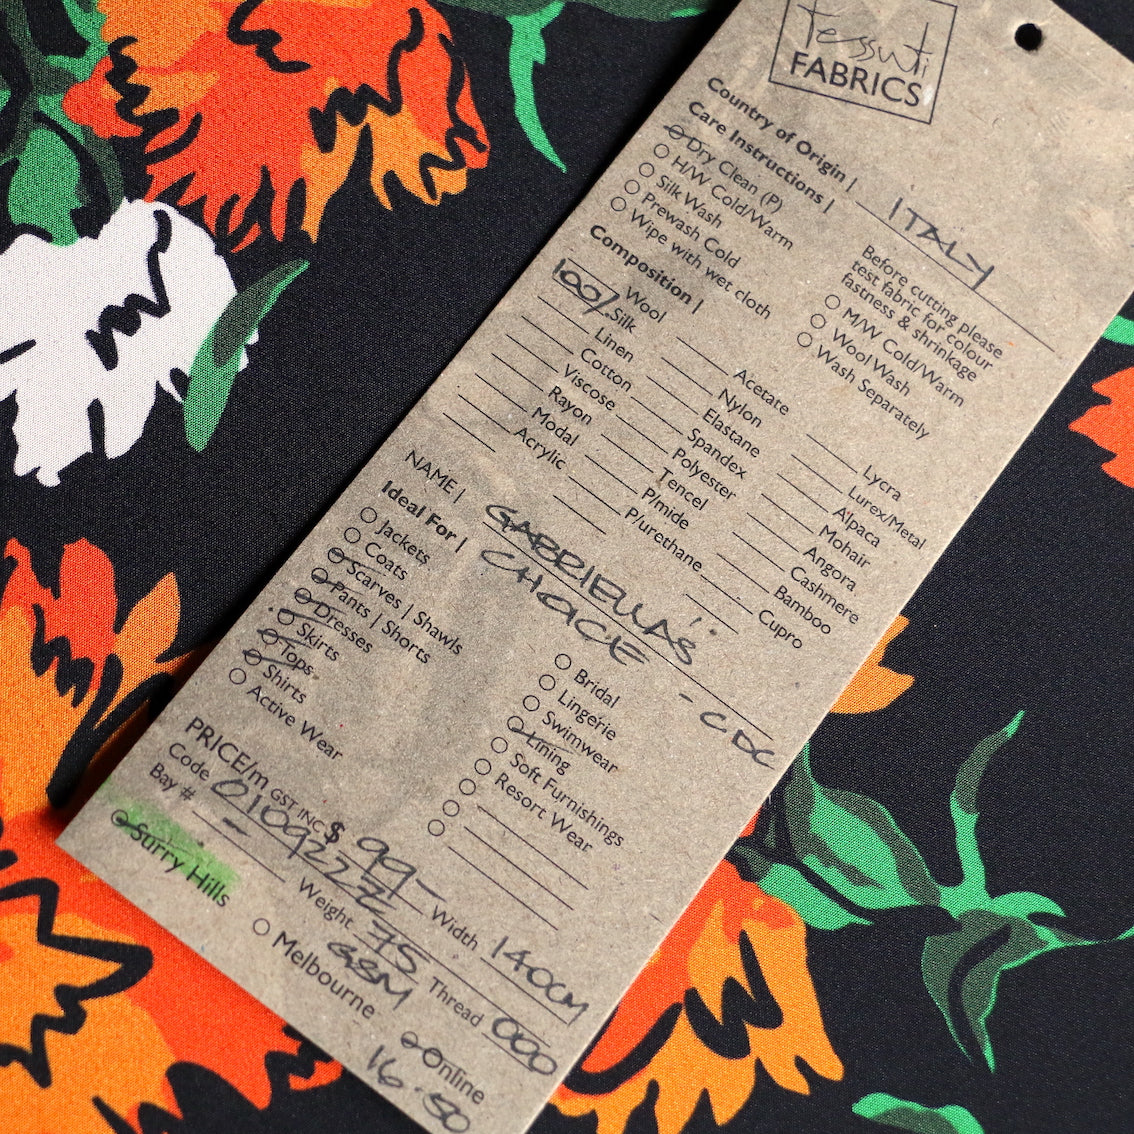 Tessuti
FABRICS
Country of Origin | ITALY
Care Instructions |
Dry Clean (P)
H/W Cold/Warm
Silk Wash
Prewash Cold
Wipe with wet cloth
Before cutting please
test fabric for colour
fastness & shrinkage
M/W Cold/Warm
Wool Wash
Wash Separately
Composition |
Wool
100% Silk
Linen
Cotton
Viscose
Rayon
Modal
Acrylic
Acetate
Nylon
Elastane
Spandex
Polyester
Tencel
P/mide
P/urethane
Lycra
Lurex/Metal
Alpaca
Mohair
Angora
Cashmere
Bamboo
Cupro
NAME | GABRIELLA'S
CHOICE - CDC
Ideal For |
Jackets
Coats
Scarves | Shawls
Pants | Shorts
Dresses
Skirts
Tops
Shirts
Active Wear
Bridal
Lingerie
Swimwear
Lining
Soft Furnishings
Resort Wear
PRICE/m GST INC $ 99-
Code 010922ZL Width 140CM
Bay # - Weight 75 GSM Thread 000
Surry Hills
Melbourne
Online
16.50